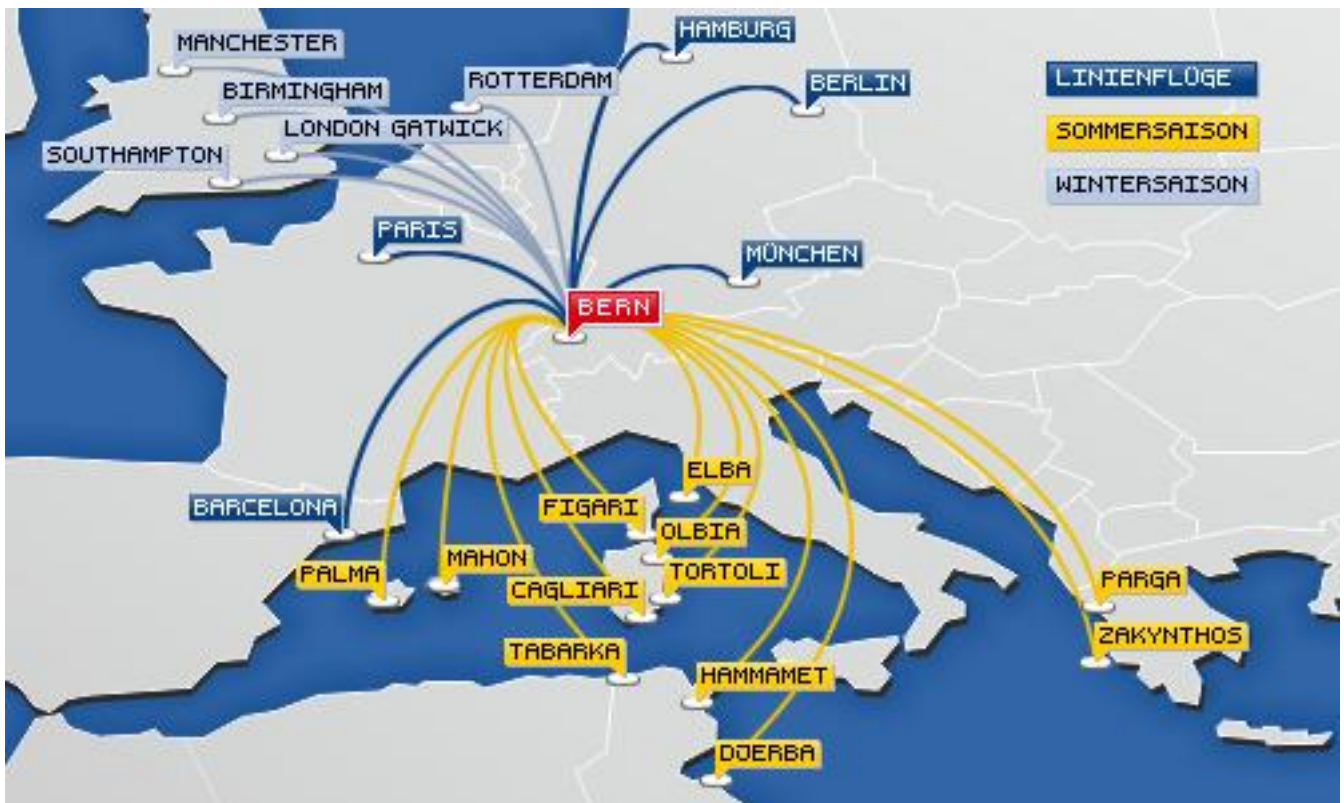 MANCHESTER
HAMBURG
ROTTERDAM
BERLIN
LINIENFLÜGE
BIRMINGHAM
LONDON GATWICK
SOMMERSAISON
SOUTHAMPTON
WINTERSAISON
PARIS
MÜNCHEN
BERN
ELBA
BARCELONA
FIGARI
OLBIA
MAHON
PALMA
TORTOLI
CAGLIARI
PARGA
ZAKYNTHOS
TABARKA
HAMMAMET
DJERBA